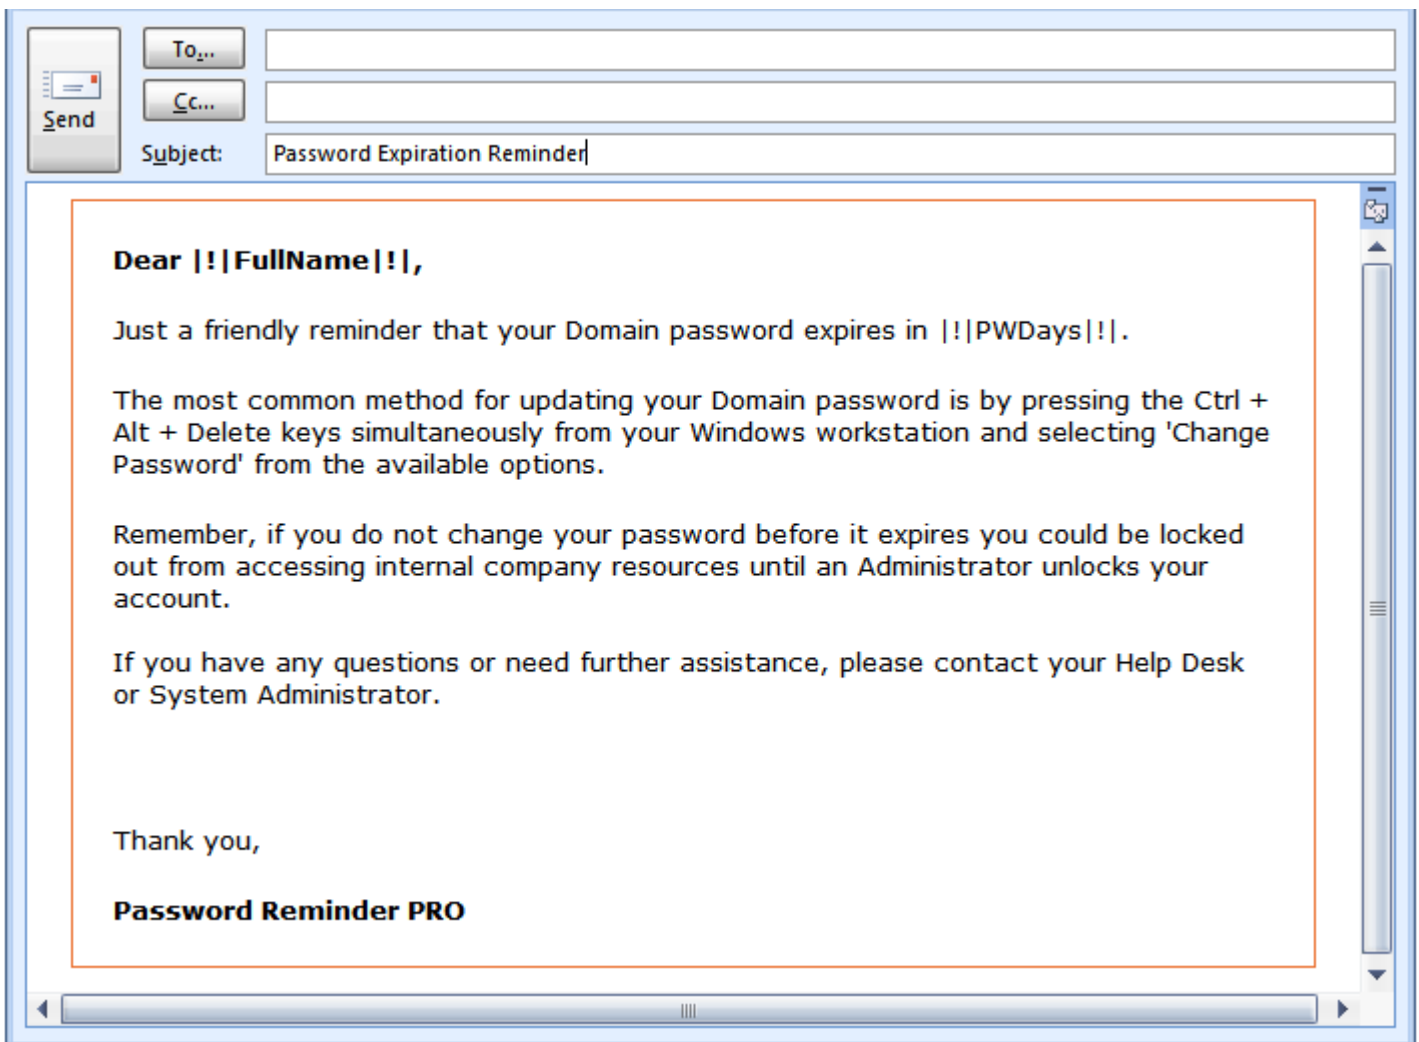 To...
Cc...
Send
Subject:
Password Expiration Reminder
Dear |!|FullName|!|,
Just a friendly reminder that your Domain password expires in |!|PWDays|!|.
The most common method for updating your Domain password is by pressing the Ctrl +
Alt + Delete keys simultaneously from your Windows workstation and selecting 'Change
Password' from the available options.
Remember, if you do not change your password before it expires you could be locked
out from accessing internal company resources until an Administrator unlocks your
account.
If you have any questions or need further assistance, please contact your Help Desk
or System Administrator.
Thank you,
Password Reminder PRO